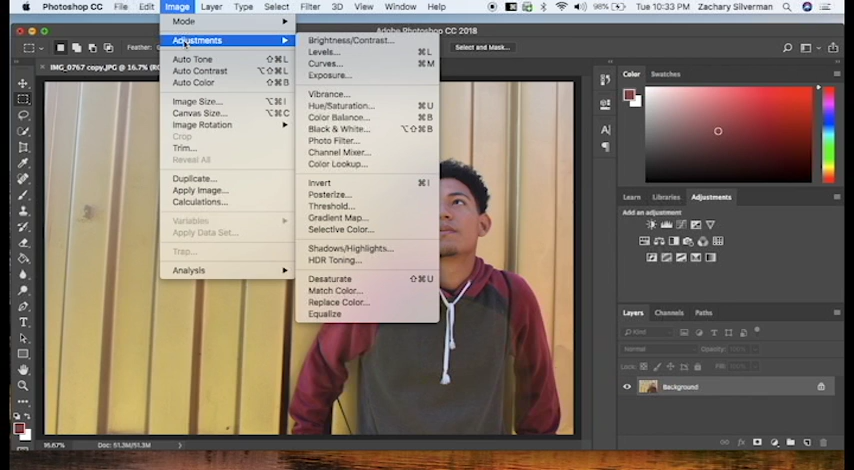 Photoshop CC File Edit Image Layer Type Select Filter 3D View Window Help 98% Tue 10:33 PM Zachary Silverman
Adobe Photoshop CC 2018
Feather: Select and Mask...
IMG_0767 copy.JPG @ 16.7%
Mode
Adjustments
Auto Tone ⇧⌘L
Auto Contrast ⌥⇧⌘L
Auto Color ⇧⌘B
Image Size... ⌥⌘I
Canvas Size... ⌥⌘C
Image Rotation
Crop
Trim...
Reveal All
Duplicate...
Apply Image...
Calculations...
Variables
Apply Data Set...
Trap...
Analysis
Brightness/Contrast...
Levels... ⌘L
Curves... ⌘M
Exposure...
Vibrance...
Hue/Saturation... ⌘U
Color Balance... ⌘B
Black & White... ⌥⇧⌘B
Photo Filter...
Channel Mixer...
Color Lookup...
Invert ⌘I
Posterize...
Threshold...
Gradient Map...
Selective Color...
Shadows/Highlights...
HDR Toning...
Desaturate ⇧⌘U
Match Color...
Replace Color...
Equalize
Color Swatches
Learn Libraries Adjustments
Add an adjustment
Layers Channels Paths
Kind
Normal Opacity:
Lock: Fill:
Background
16.67% Doc: 51.3M/51.3M